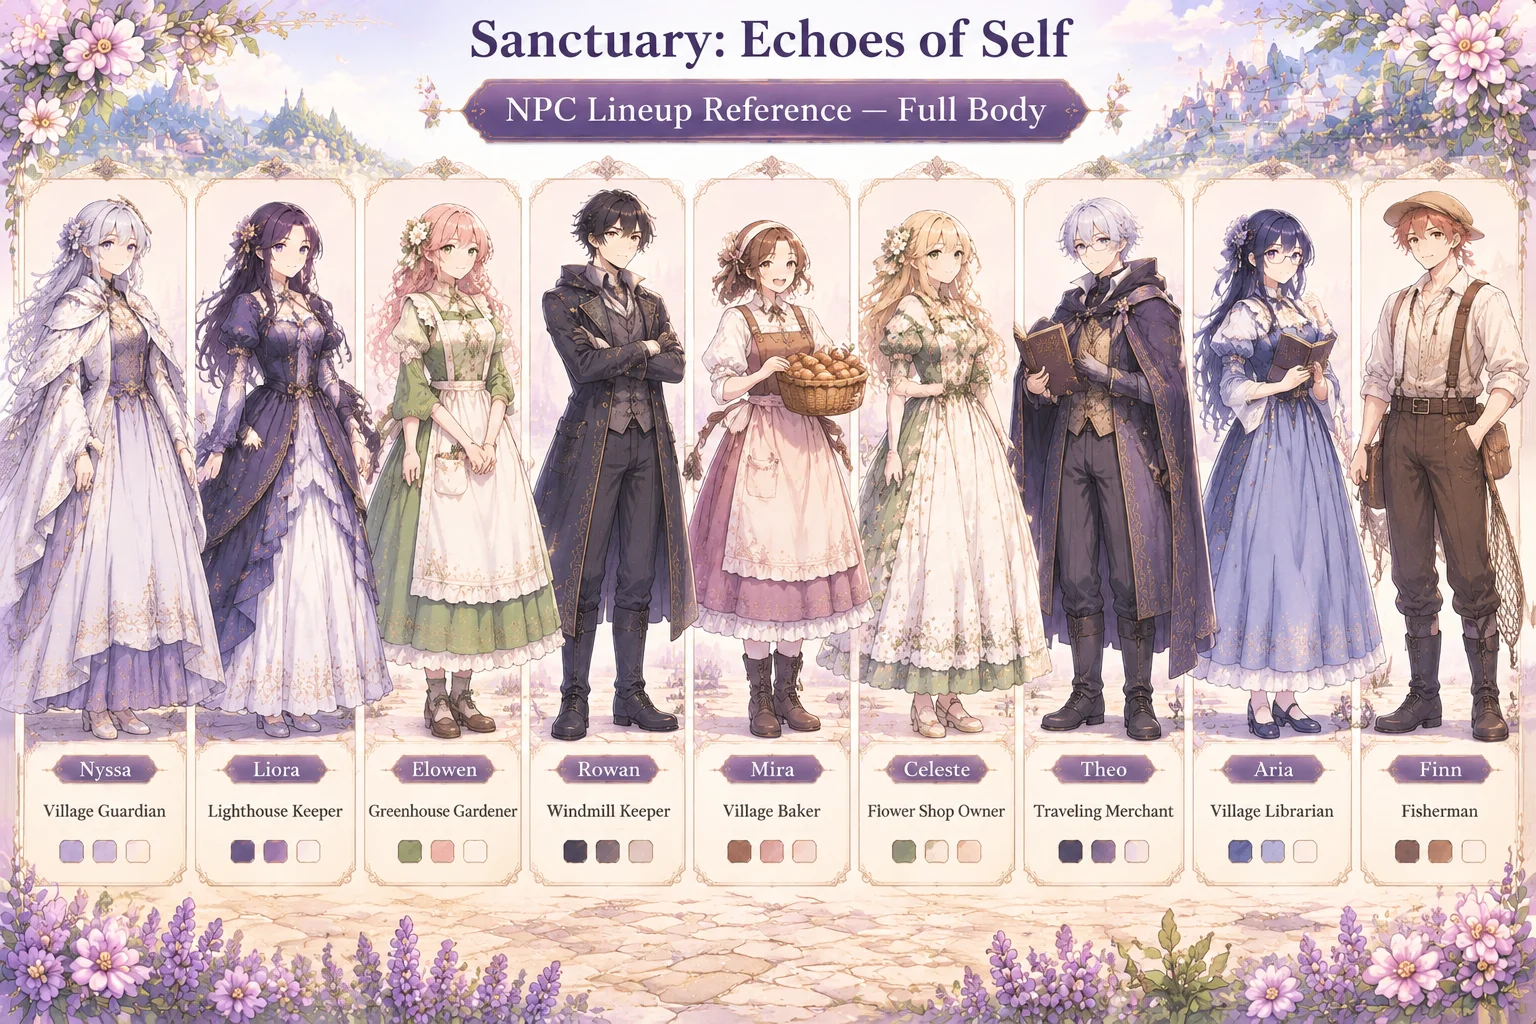 Sanctuary: Echoes of Self
NPC Lineup Reference — Full Body
Nyssa
Village Guardian
Liora
Lighthouse Keeper
Elowen
Greenhouse Gardener
Rowan
Windmill Keeper
Mira
Village Baker
Celeste
Flower Shop Owner
Theo
Traveling Merchant
Aria
Village Librarian
Finn
Fisherman